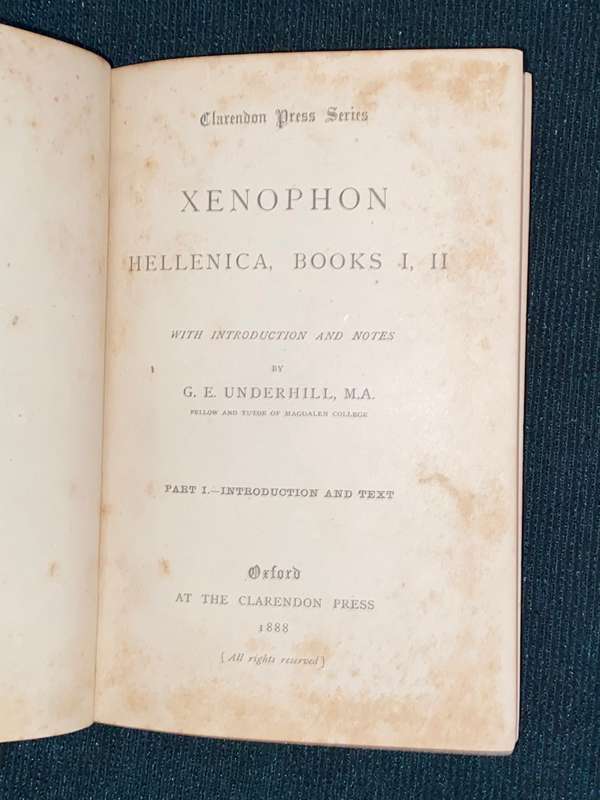 Clarendon Press Series
XENOPHON
HELLENICA, BOOKS I, II
WITH INTRODUCTION AND NOTES
BY
G. E. UNDERHILL, M.A.
FELLOW AND TUTOR OF MAGDALEN COLLEGE
PART I.—INTRODUCTION AND TEXT
Oxford
AT THE CLARENDON PRESS
1888
[All rights reserved]